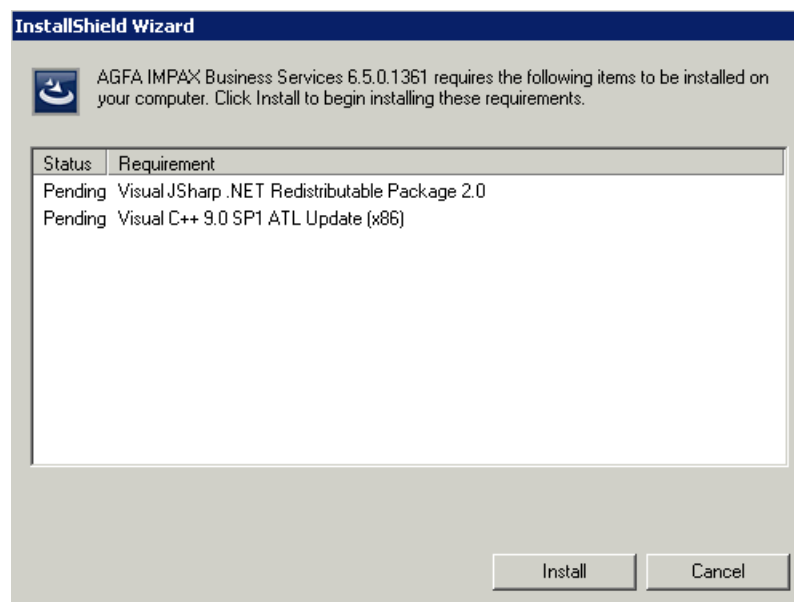 InstallShield Wizard
AGFA IMPAX Business Services 6.5.0.1361 requires the following items to be installed on
your computer. Click Install to begin installing these requirements.
Status Requirement
Pending Visual JSharp .NET Redistributable Package 2.0
Pending Visual C++ 9.0 SP1 ATL Update (x86)
Install Cancel